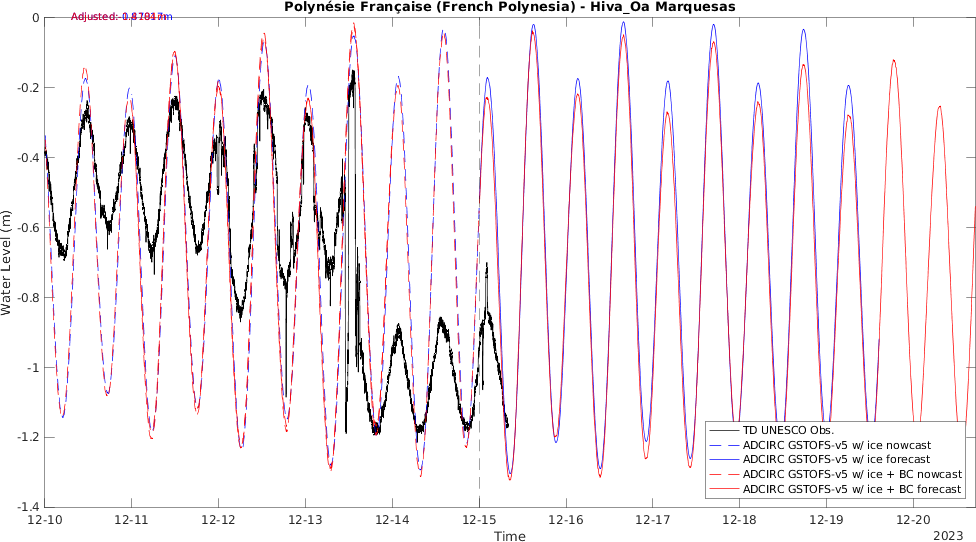 Polynésie Française (French Polynesia) - Hiva_Oa Marquesas
Adjusted:
0
-0.2
-0.4
-0.6
-0.8
-1
-1.2
-1.4
Water Level (m)
12-10 12-11 12-12 12-13 12-14 12-15 12-16 12-17 12-18 12-19 12-20
Time
2023
TD UNESCO Obs.
ADCIRC GSTOFS-v5 w/ ice nowcast
ADCIRC GSTOFS-v5 w/ ice forecast
ADCIRC GSTOFS-v5 w/ ice + BC nowcast
ADCIRC GSTOFS-v5 w/ ice + BC forecast